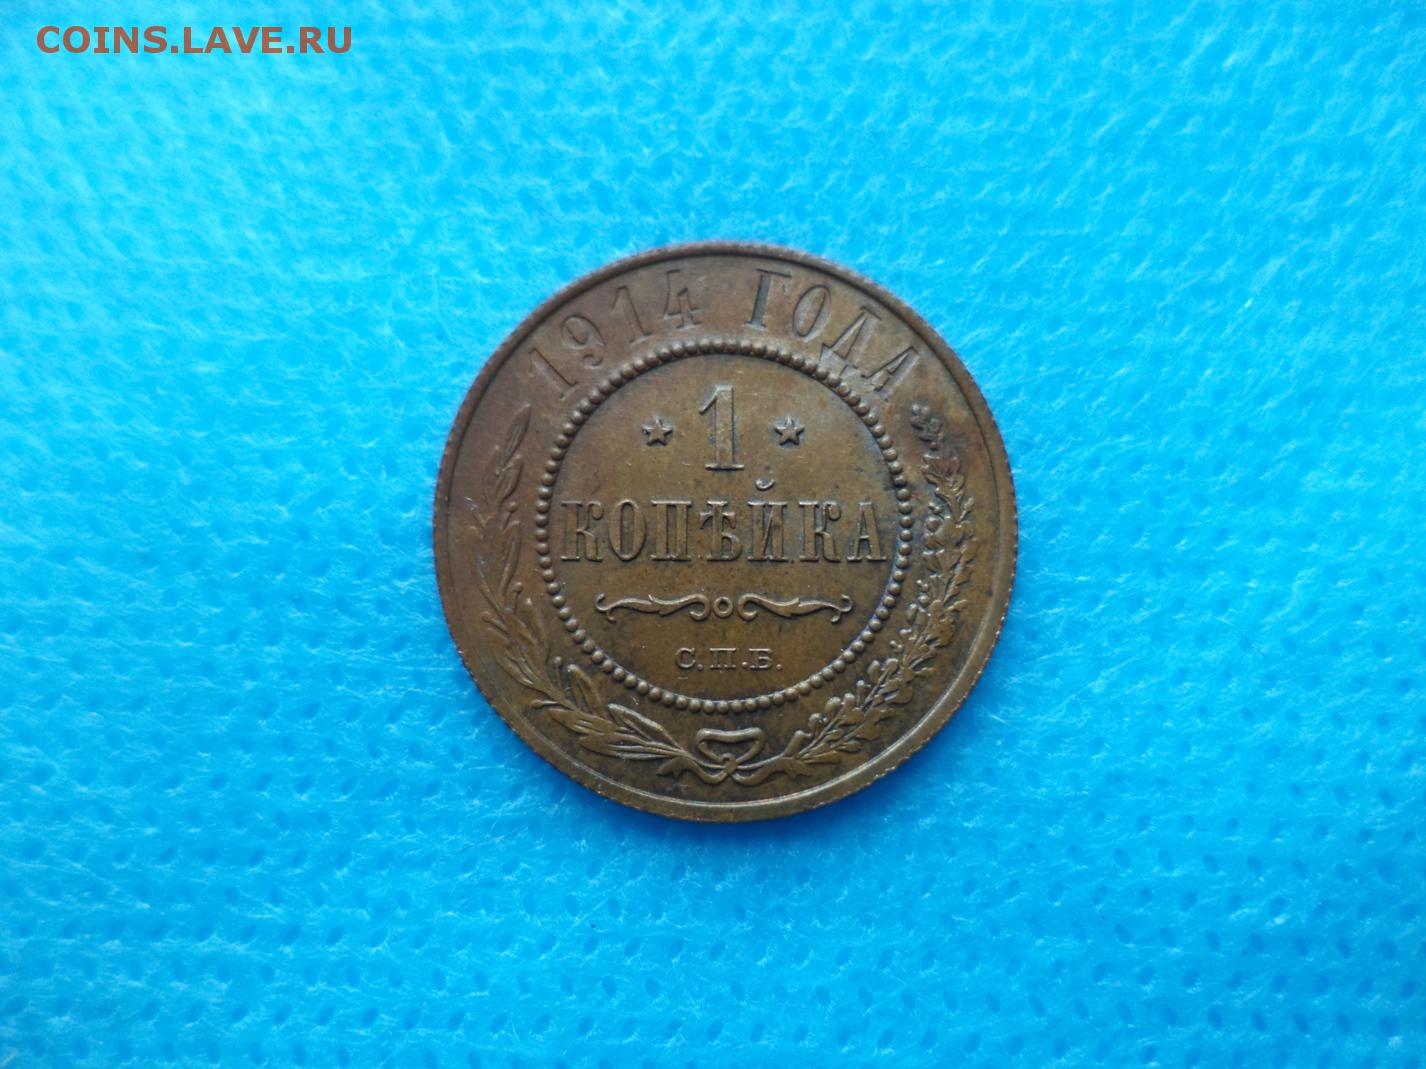 COINS.LAVE.RU
1914 ГОДА
1
КОПѢЙКА
С.П.Б.